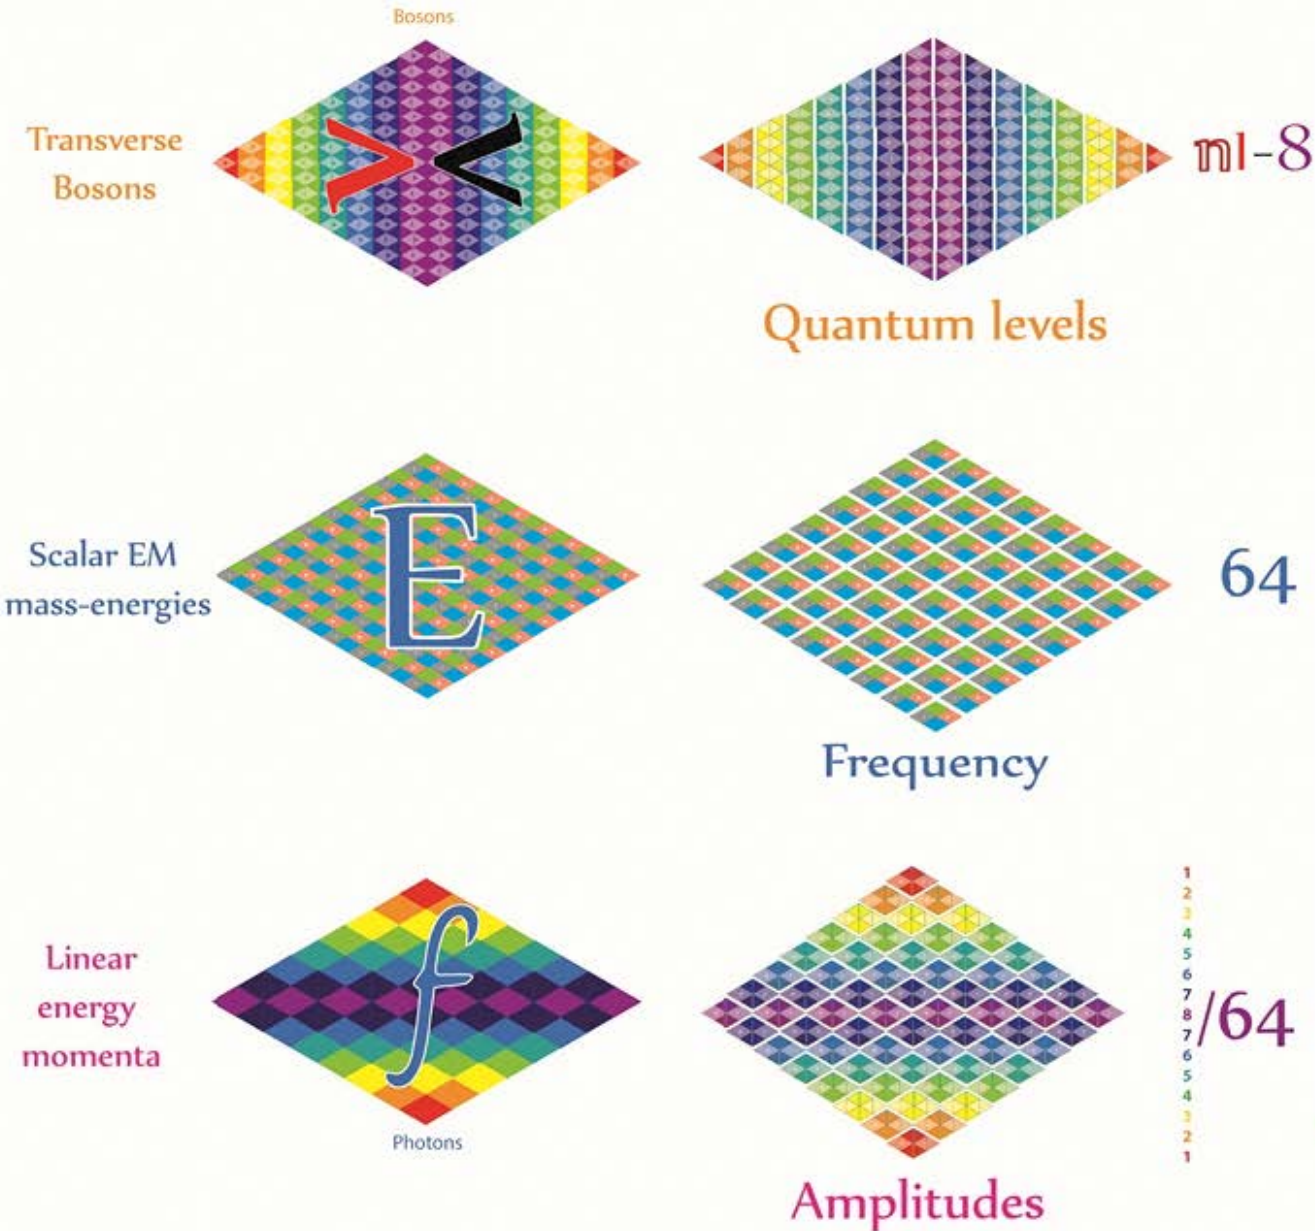 Bosons
Transverse
Bosons
> <
nl-8
Quantum levels
Scalar EM
mass-energies
E
64
Frequency
Linear
energy
momenta
f
Photons
1
2
3
4
5
6
7
8
7
6
5
4
3
2
1
/64
Amplitudes